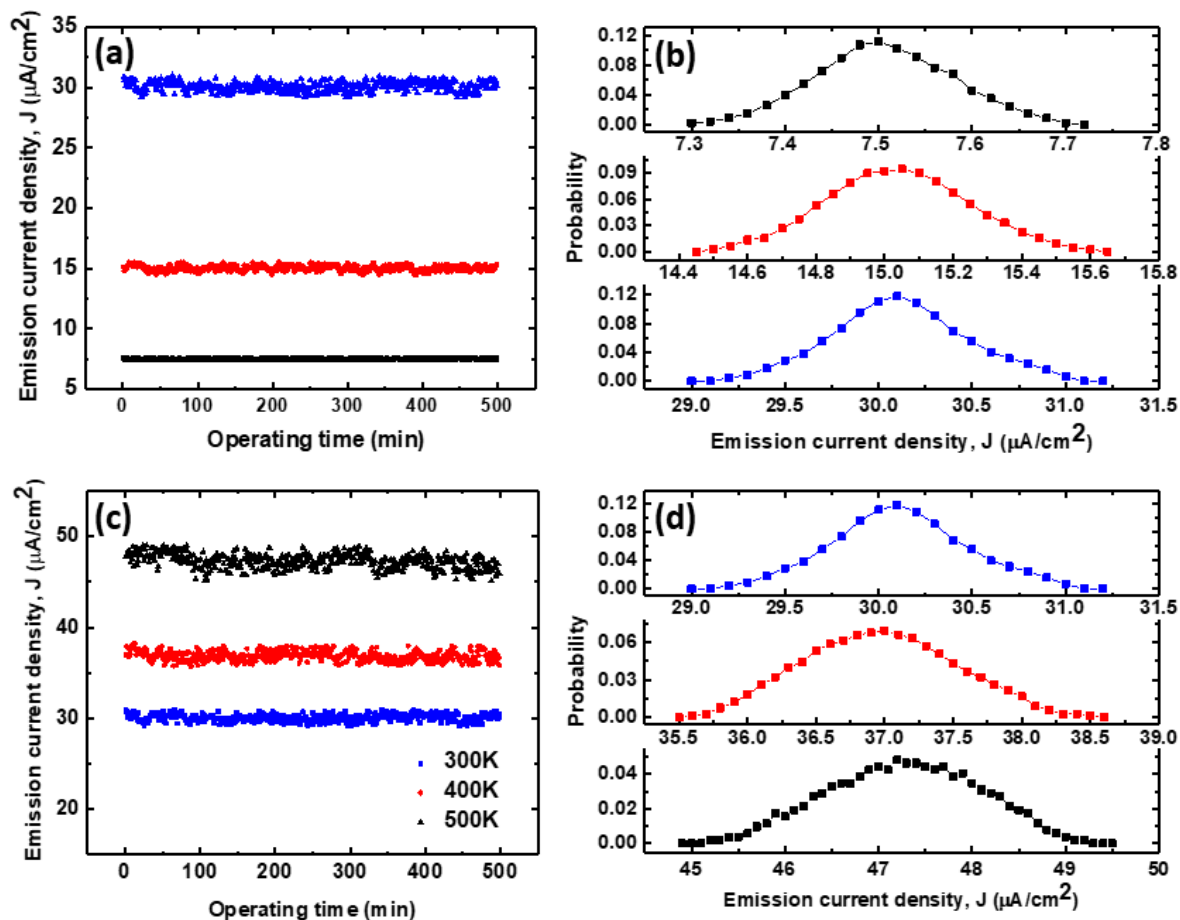 (a)
Emission current density, J (μA/cm²)
35
30
25
20
15
10
5
0 100 200 300 400 500
Operating time (min)
(b)
Probability
0.12
0.08
0.04
0.00
7.3 7.4 7.5 7.6 7.7 7.8
0.09
0.06
0.03
0.00
14.4 14.6 14.8 15.0 15.2 15.4 15.6 15.8
0.12
0.08
0.04
0.00
29.0 29.5 30.0 30.5 31.0 31.5
Emission current density, J (μA/cm²)
(c)
Emission current density, J (μA/cm²)
50
40
30
20
300K
400K
500K
0 100 200 300 400 500
Operating time (min)
(d)
Probability
0.12
0.08
0.04
0.00
29.0 29.5 30.0 30.5 31.0 31.5
0.06
0.03
0.00
35.5 36.0 36.5 37.0 37.5 38.0 38.5 39.0
0.04
0.02
0.00
45 46 47 48 49 50
Emission current density, J (μA/cm²)